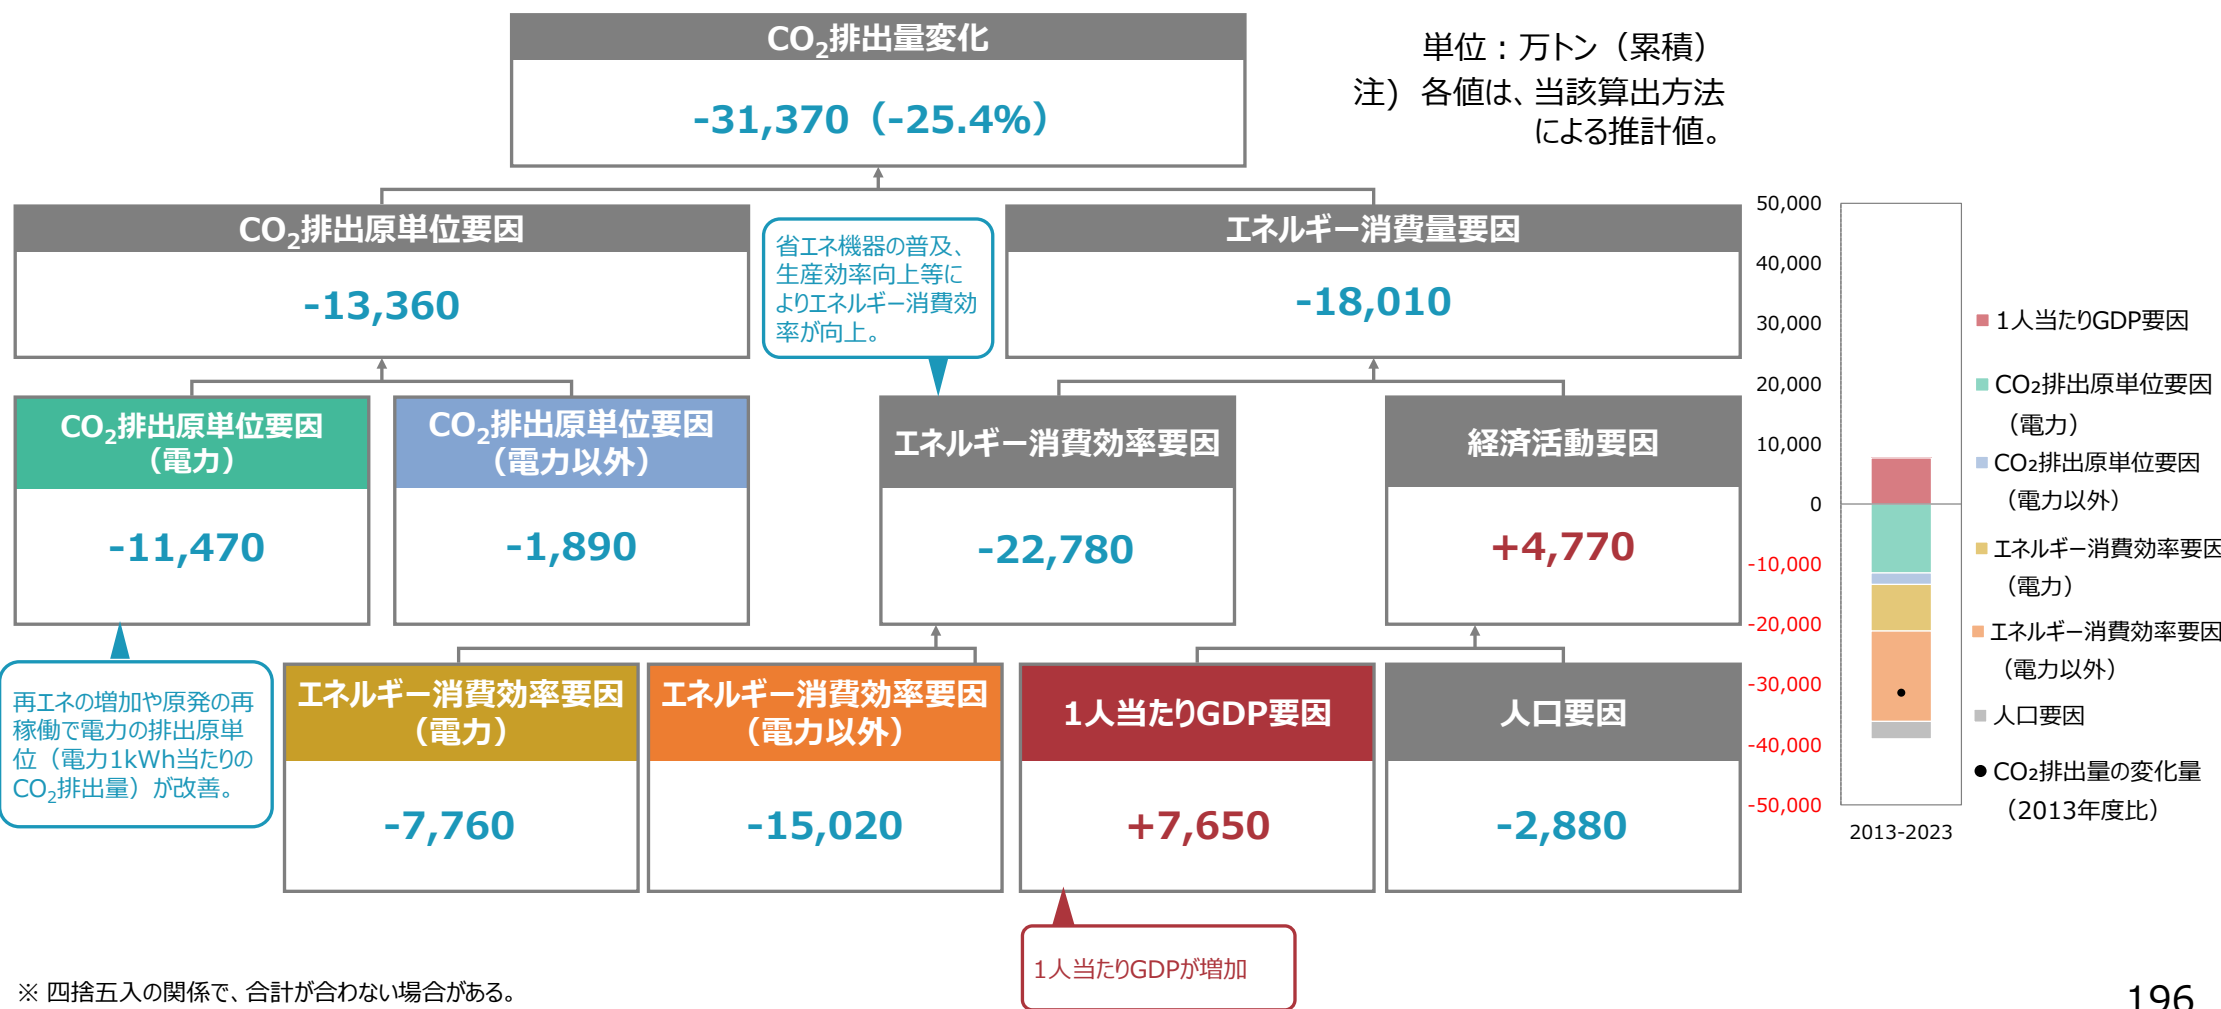 CO₂排出量変化
-31,370（-25.4%）
単位：万トン（累積）
注）各値は、当該算出方法
による推計値。
CO₂排出原単位要因
-13,360
省エネ機器の普及、
生産効率向上等に
よりエネルギー消費効
率が向上。
エネルギー消費量要因
-18,010
CO₂排出原単位要因
（電力）
-11,470
CO₂排出原単位要因
（電力以外）
-1,890
エネルギー消費効率要因
-22,780
経済活動要因
+4,770
再エネの増加や原発の再
稼働で電力の排出原単
位（電力1kWh当たりの
CO₂排出量）が改善。
エネルギー消費効率要因
（電力）
-7,760
エネルギー消費効率要因
（電力以外）
-15,020
1人当たりGDP要因
+7,650
人口要因
-2,880
1人当たりGDPが増加
50,000
40,000
30,000
20,000
10,000
0
-10,000
-20,000
-30,000
-40,000
-50,000
2013-2023
1人当たりGDP要因
CO₂排出原単位要因
（電力）
CO₂排出原単位要因
（電力以外）
エネルギー消費効率要因
（電力）
エネルギー消費効率要因
（電力以外）
人口要因
CO₂排出量の変化量
（2013年度比）
※ 四捨五入の関係で、合計が合わない場合がある。
196